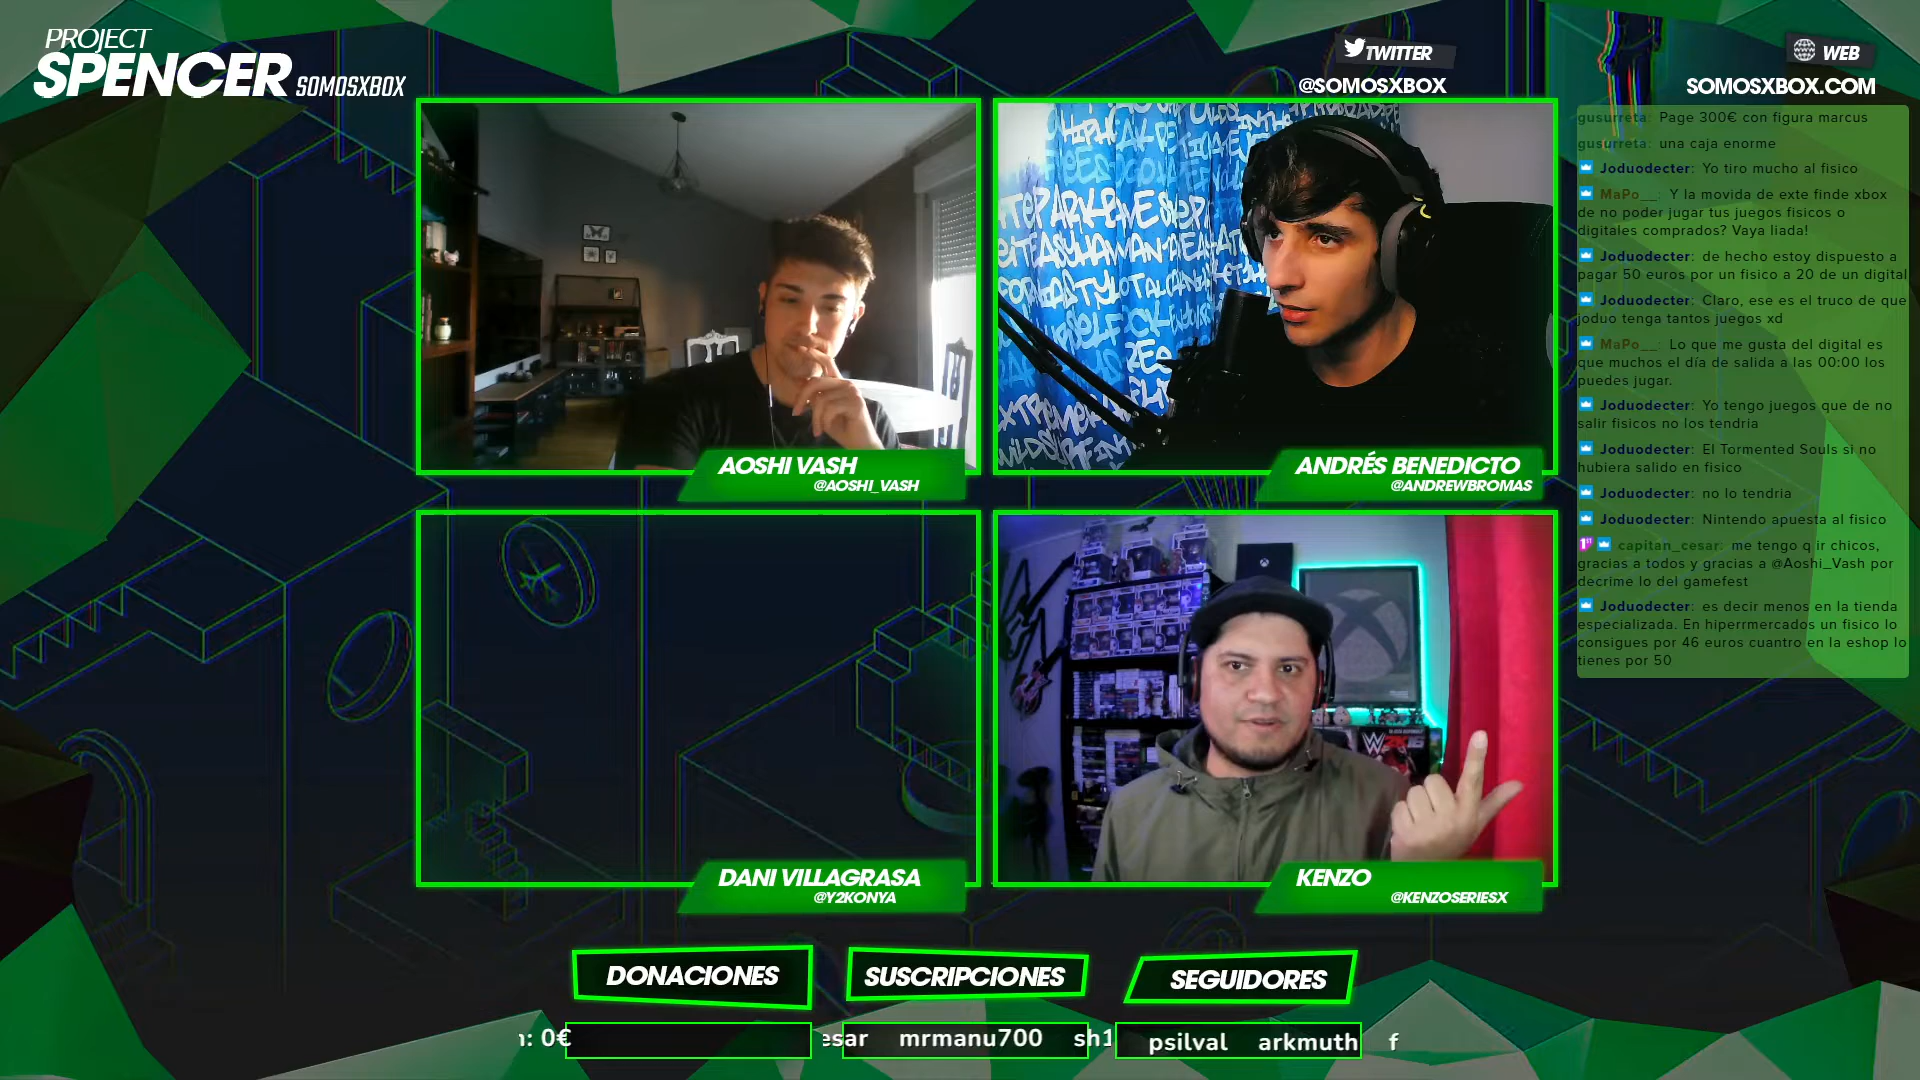 PROJECT
SPENCER SOMOSXBOX
TWITTER
@SOMOSXBOX
WEB
SOMOSXBOX.COM
AOSHI VASH
@AOSHI_VASH
ANDRÉS BENEDICTO
@ANDREWBROMAS
DANI VILLAGRASA
@Y2KONYA
WWE
2K16
KENZO
@KENZOSERIESX
gusurreta: Page 300€ con figura marcus
gusurreta: una caja enorme
Joduodecter: Yo tiro mucho al fisico
MaPo__: Y la movida de exte finde xbox
de no poder jugar tus juegos fisicos o
digitales comprados? Vaya liada!
Joduodecter: de hecho estoy dispuesto a
pagar 50 euros por un fisico a 20 de un digital
Joduodecter: Claro, ese es el truco de que
joduo tenga tantos juegos xd
MaPo__: Lo que me gusta del digital es
que muchos el día de salida a las 00:00 los
puedes jugar.
Joduodecter: Yo tengo juegos que de no
salir fisicos no los tendria
Joduodecter: El Tormented Souls si no
hubiera salido en fisico
Joduodecter: no lo tendria
Joduodecter: Nintendo apuesta al fisico
1ST capitan_cesar: me tengo q ir chicos,
gracias a todos y gracias a @Aoshi_Vash por
decrime lo del gamefest
Joduodecter: es decir menos en la tienda
especializada. En hiperrmercados un fisico lo
consigues por 46 euros cuantro en la eshop lo
tienes por 50
DONACIONES
SUSCRIPCIONES
SEGUIDORES
: 0€
esar mrmanu700 sh1
psilval arkmuth f